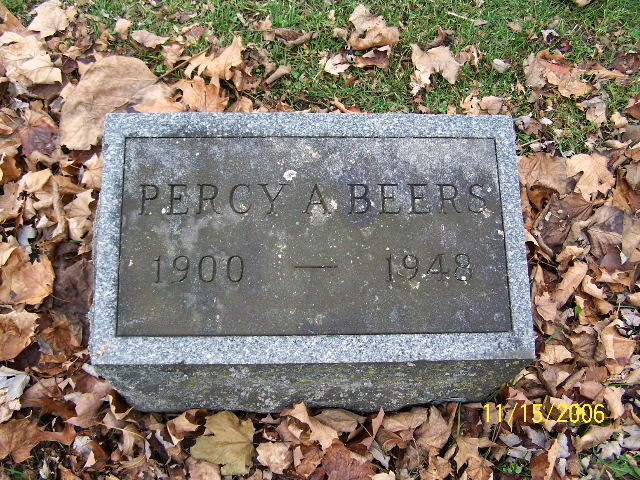 PERCY A BEERS
1900 — 1948
11/15/2006